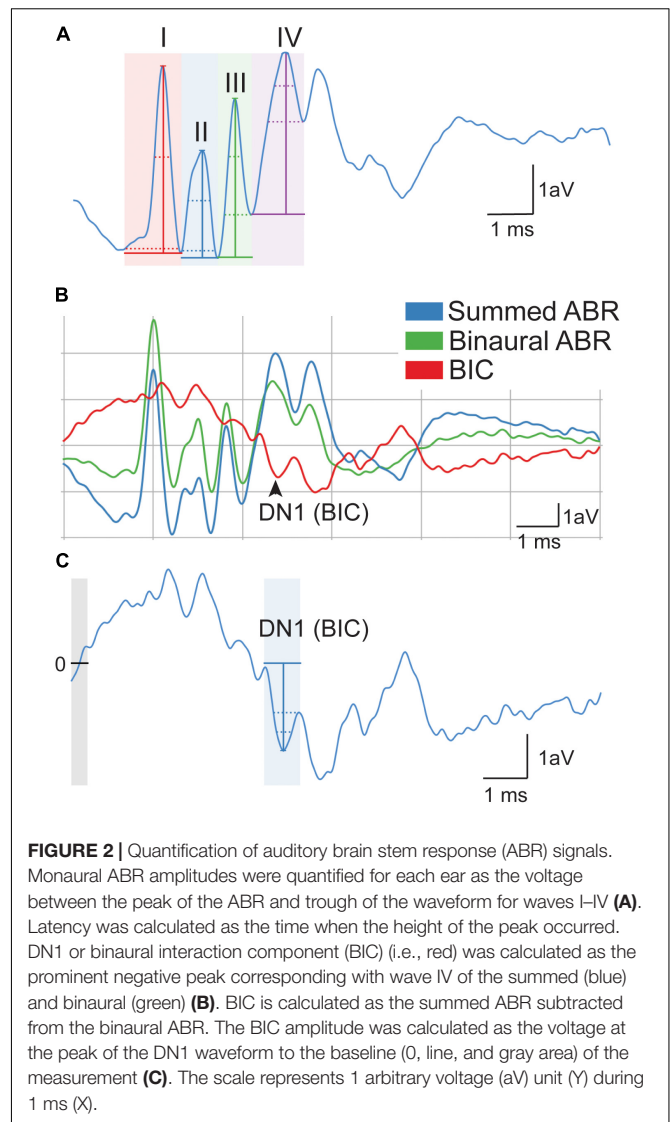 A
I
II
III
IV
1aV
1 ms
B
Summed ABR
Binaural ABR
BIC
DN1 (BIC)
1aV
1 ms
C
DN1 (BIC)
0
1aV
1 ms
FIGURE 2 | Quantification of auditory brain stem response (ABR) signals.
Monaural ABR amplitudes were quantified for each ear as the voltage
between the peak of the ABR and trough of the waveform for waves I–IV (A).
Latency was calculated as the time when the height of the peak occurred.
DN1 or binaural interaction component (BIC) (i.e., red) was calculated as the
prominent negative peak corresponding with wave IV of the summed (blue)
and binaural (green) (B). BIC is calculated as the summed ABR subtracted
from the binaural ABR. The BIC amplitude was calculated as the voltage at
the peak of the DN1 waveform to the baseline (0, line, and gray area) of the
measurement (C). The scale represents 1 arbitrary voltage (aV) unit (Y) during
1 ms (X).